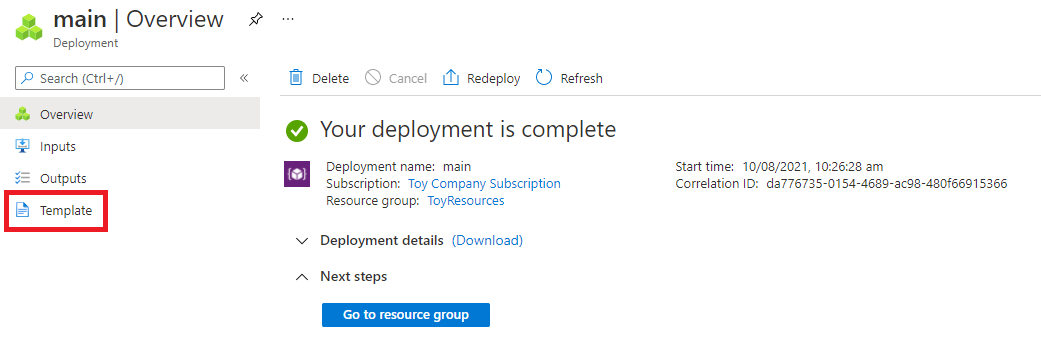 main | Overview
Deployment
Search (Ctrl+/)
Overview
Inputs
Outputs
Template
Delete Cancel Redeploy Refresh
Your deployment is complete
Deployment name: main
Subscription: Toy Company Subscription
Resource group: ToyResources
Start time: 10/08/2021, 10:26:28 am
Correlation ID: da776735-0154-4689-ac98-480f66915366
Deployment details (Download)
Next steps
Go to resource group